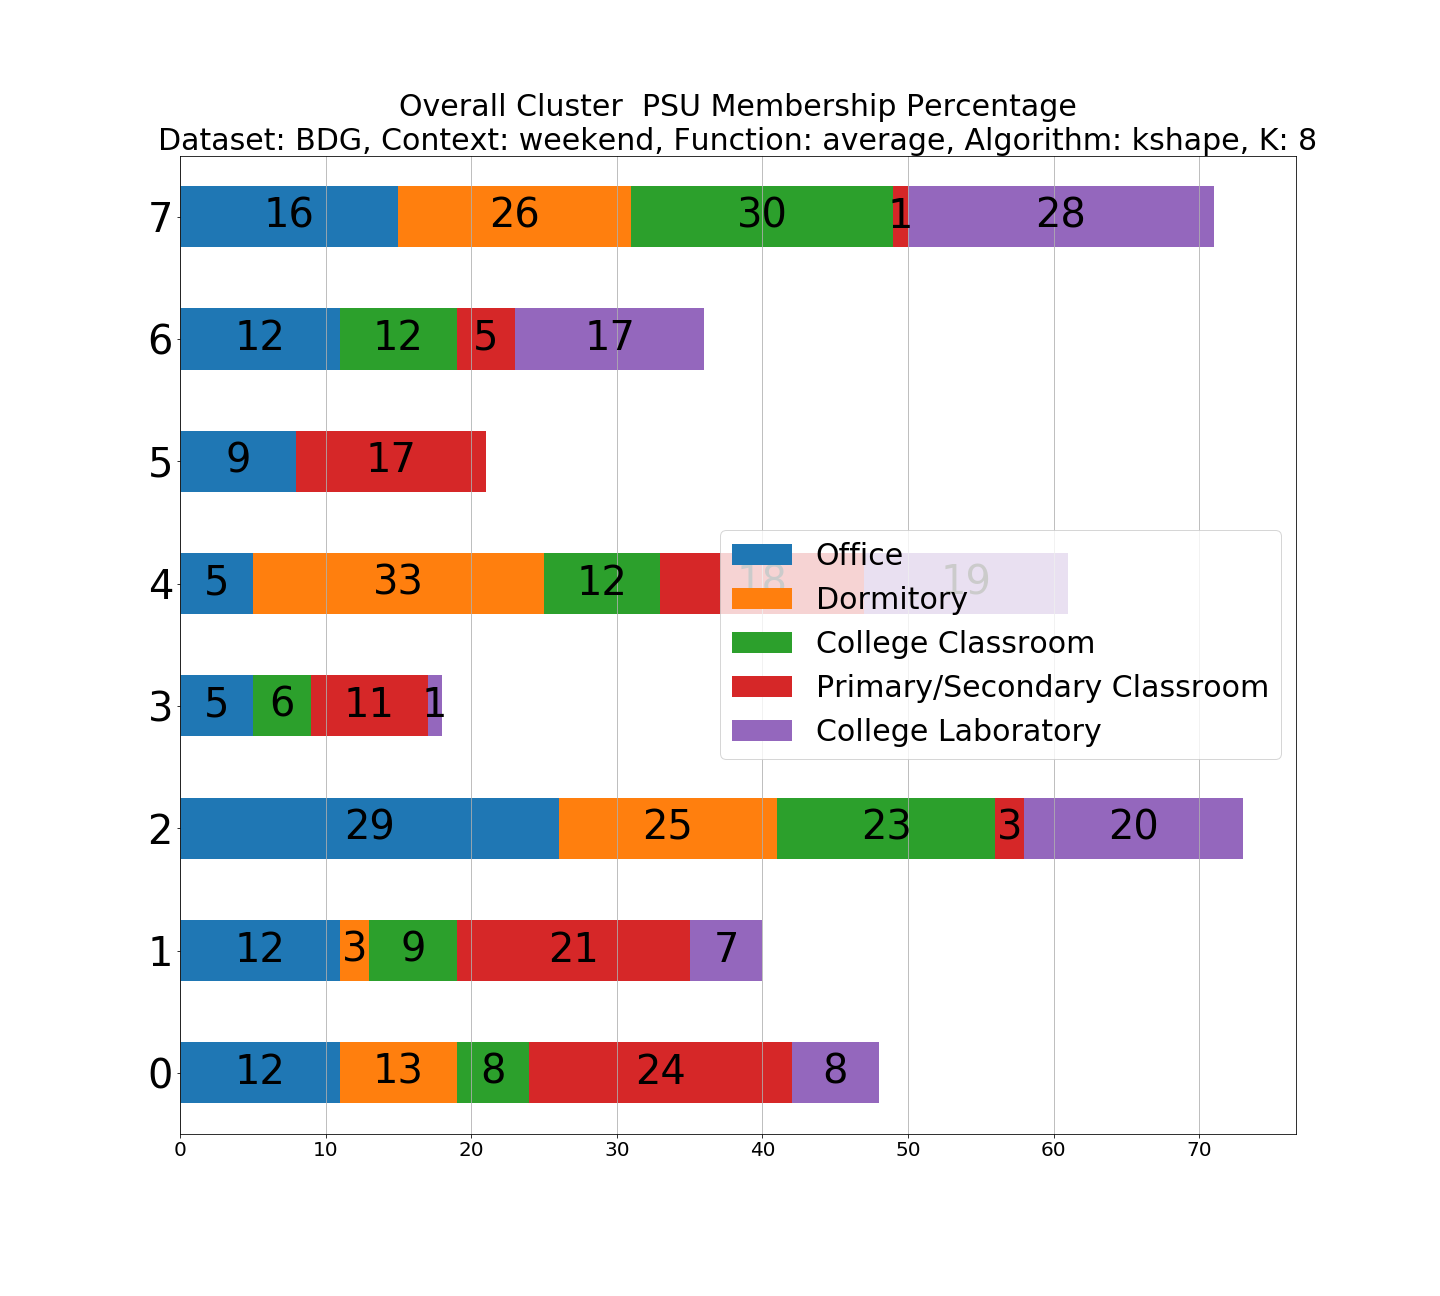 Overall Cluster  PSU Membership Percentage
Dataset: BDG, Context: weekend, Function: average, Algorithm: kshape, K: 8
7 16 26 30 1 28
6 12 12 5 17
5 9 17
4 5 33 12 18 19
Office
Dormitory
College Classroom
Primary/Secondary Classroom
College Laboratory
3 5 6 11 1
2 29 25 23 3 20
1 12 3 9 21 7
0 12 13 8 24 8
0 10 20 30 40 50 60 70